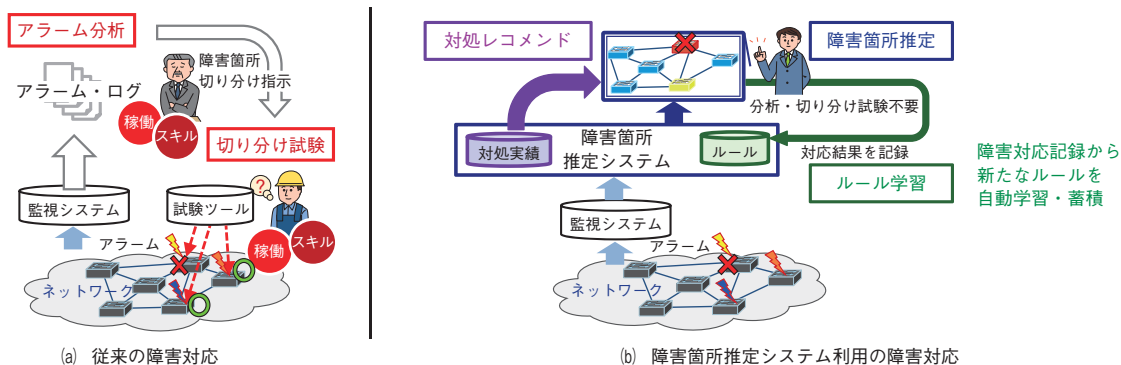 アラーム分析
障害箇所
切り分け指示
アラーム・ログ
稼働
スキル
切り分け試験
監視システム
試験ツール
?
アラーム
稼働
スキル
ネットワーク
(a) 従来の障害対応
対処レコメンド
障害箇所推定
分析・切り分け試験不要
対処実績
障害箇所
推定システム
ルール
対応結果を記録
ルール学習
障害対応記録から
新たなルールを
自動学習・蓄積
監視システム
アラーム
ネットワーク
(b) 障害箇所推定システム利用の障害対応